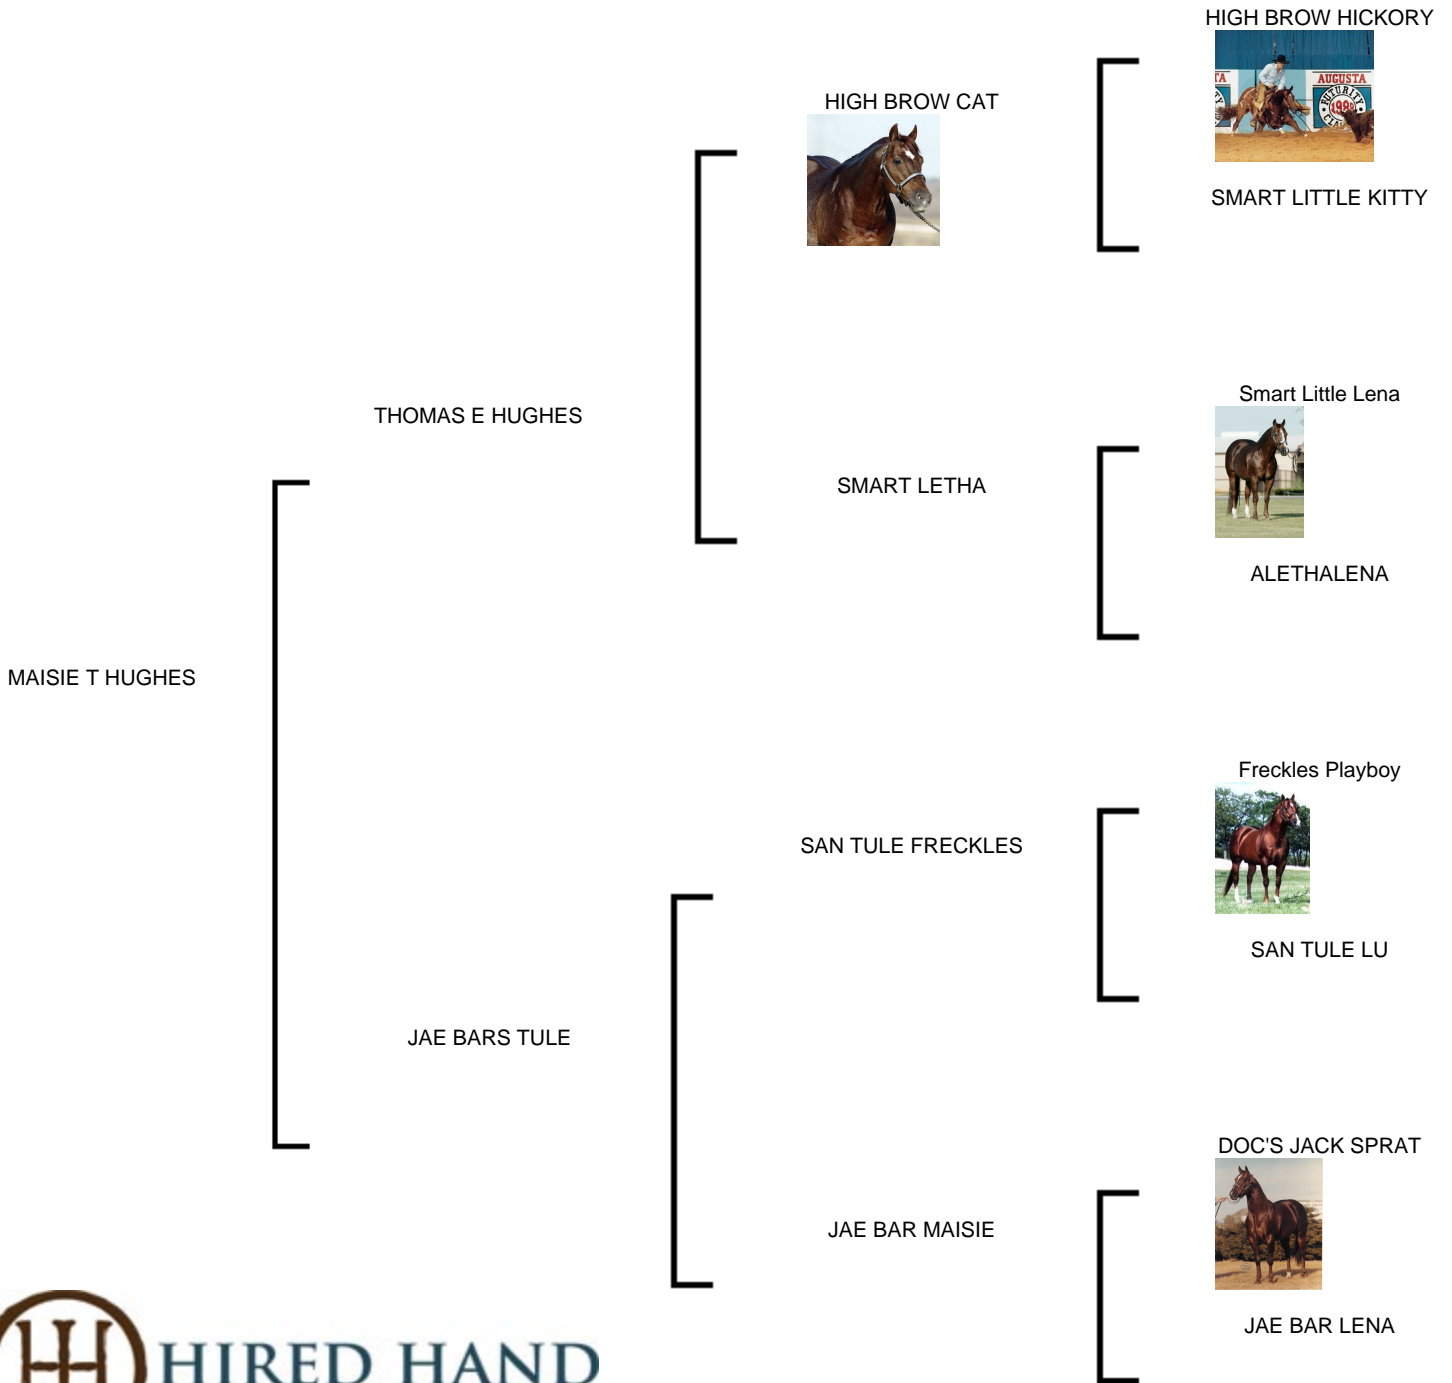 HIGH BROW HICKORY
AUGUSTA
FUTURITY
HIGH BROW CAT
SMART LITTLE KITTY
Smart Little Lena
THOMAS E HUGHES
SMART LETHA
ALETHALENA
MAISIE T HUGHES
Freckles Playboy
SAN TULE FRECKLES
SAN TULE LU
JAE BARS TULE
DOC'S JACK SPRAT
JAE BAR MAISIE
JAE BAR LENA
HIRED HAND